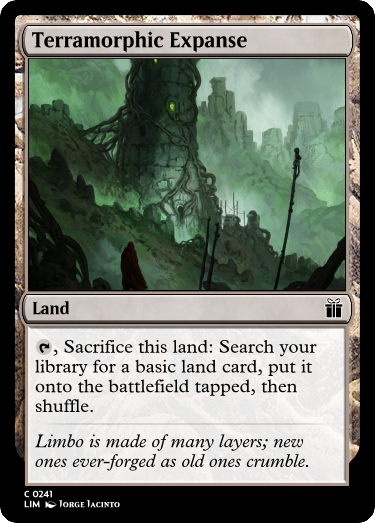 Terramorphic Expanse
Land
, Sacrifice this land: Search your
library for a basic land card, put it
onto the battlefield tapped, then
shuffle.
Limbo is made of many layers; new
ones ever-forged as old ones crumble.
C 0241
LIM Jorge Jacinto